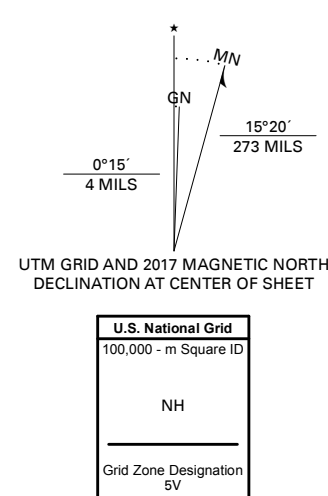 ★
MN
GN
15°20´
273 MILS
0°15´
4 MILS
UTM GRID AND 2017 MAGNETIC NORTH
DECLINATION AT CENTER OF SHEET
U.S. National Grid
100,000 - m Square ID
NH
Grid Zone Designation
5V